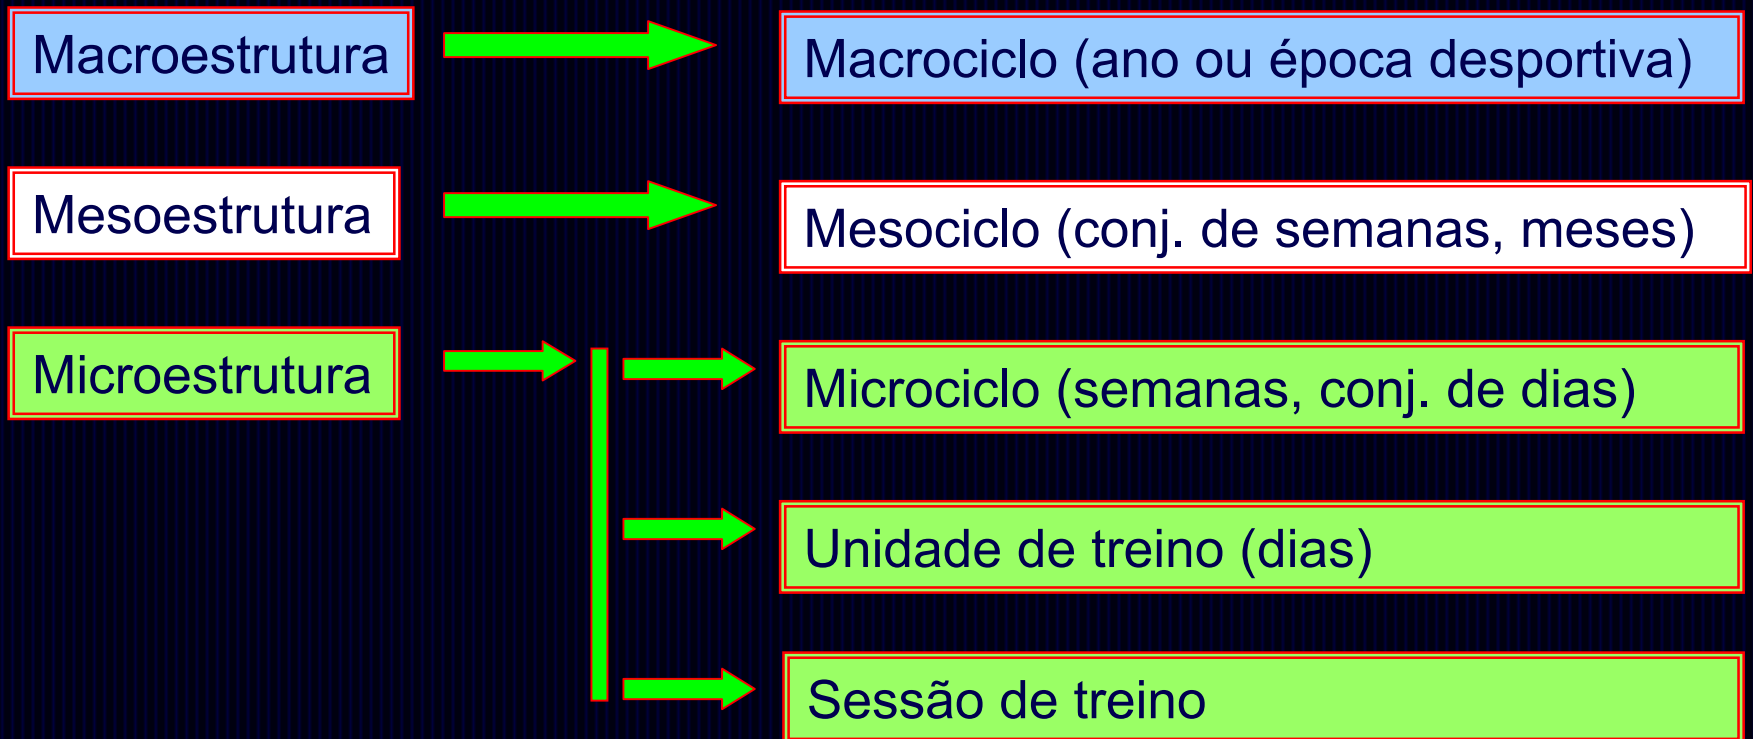 Macroestrutura
Macrociclo (ano ou época desportiva)
Mesoestrutura
Mesociclo (conj. de semanas, meses)
Microestrutura
Microciclo (semanas, conj. de dias)
Unidade de treino (dias)
Sessão de treino